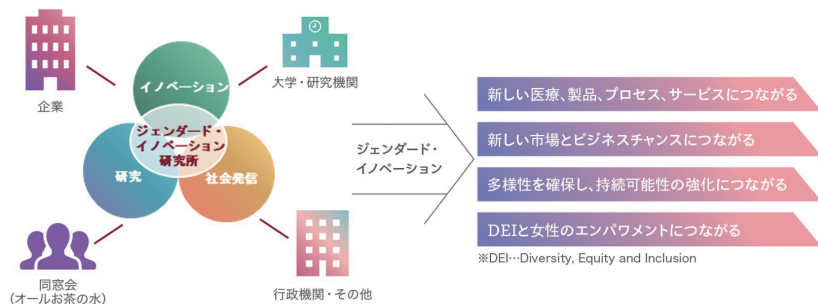 企業
大学・研究機関
イノベーション
ジェンダード・
イノベーション
研究所
研究
社会発信
同窓会
(オールお茶の水)
行政機関・その他
ジェンダード・
イノベーション
新しい医療、製品、プロセス、サービスにつながる
新しい市場とビジネスチャンスにつながる
多様性を確保し、持続可能性の強化につながる
DEIと女性のエンパワメントにつながる
※DEI…Diversity, Equity and Inclusion